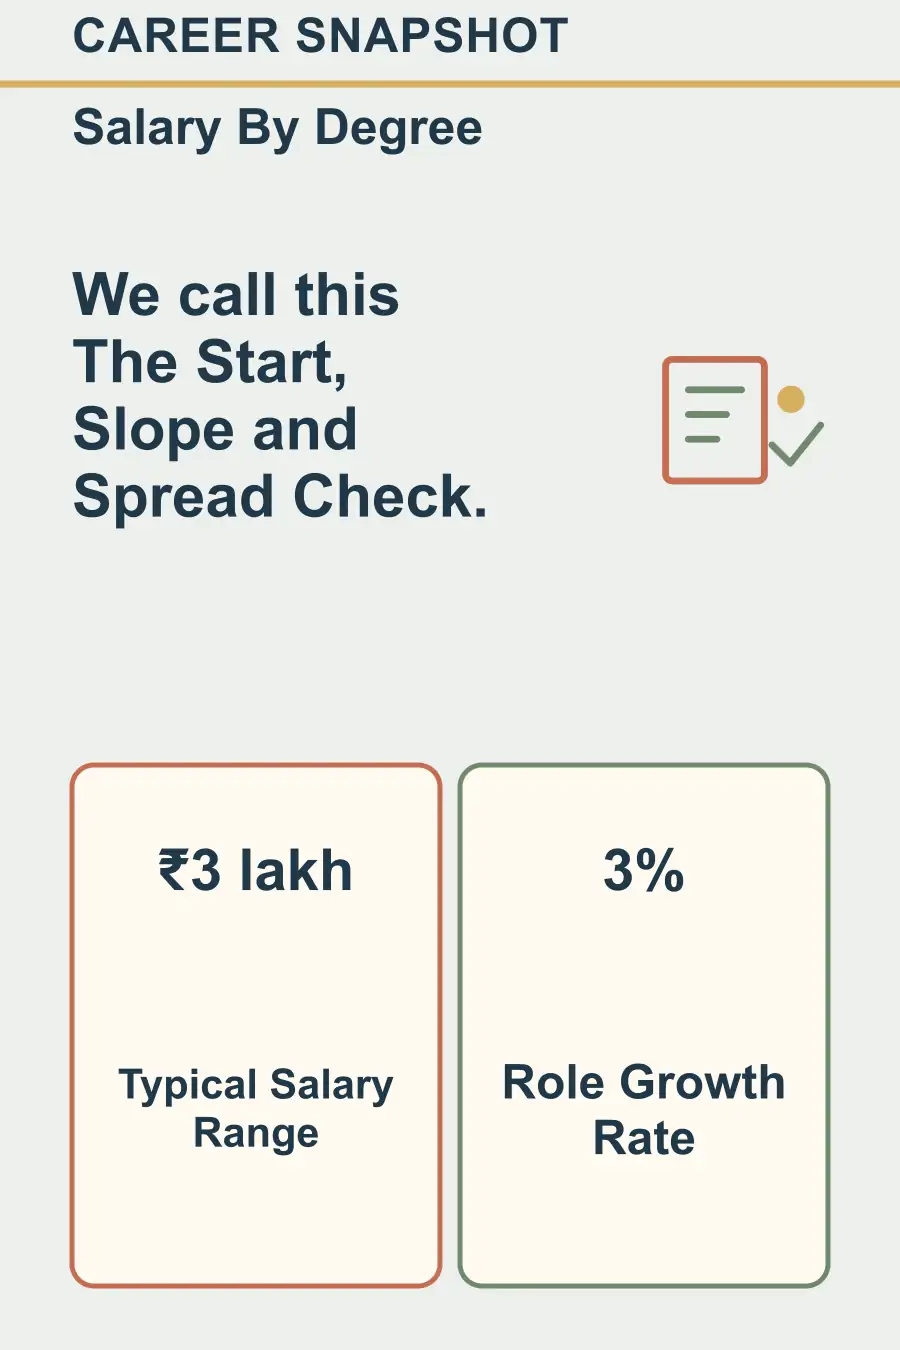 CAREER SNAPSHOT
Salary By Degree
We call this
The Start,
Slope and
Spread Check.
₹3 lakh
Typical Salary
Range
3%
Role Growth
Rate